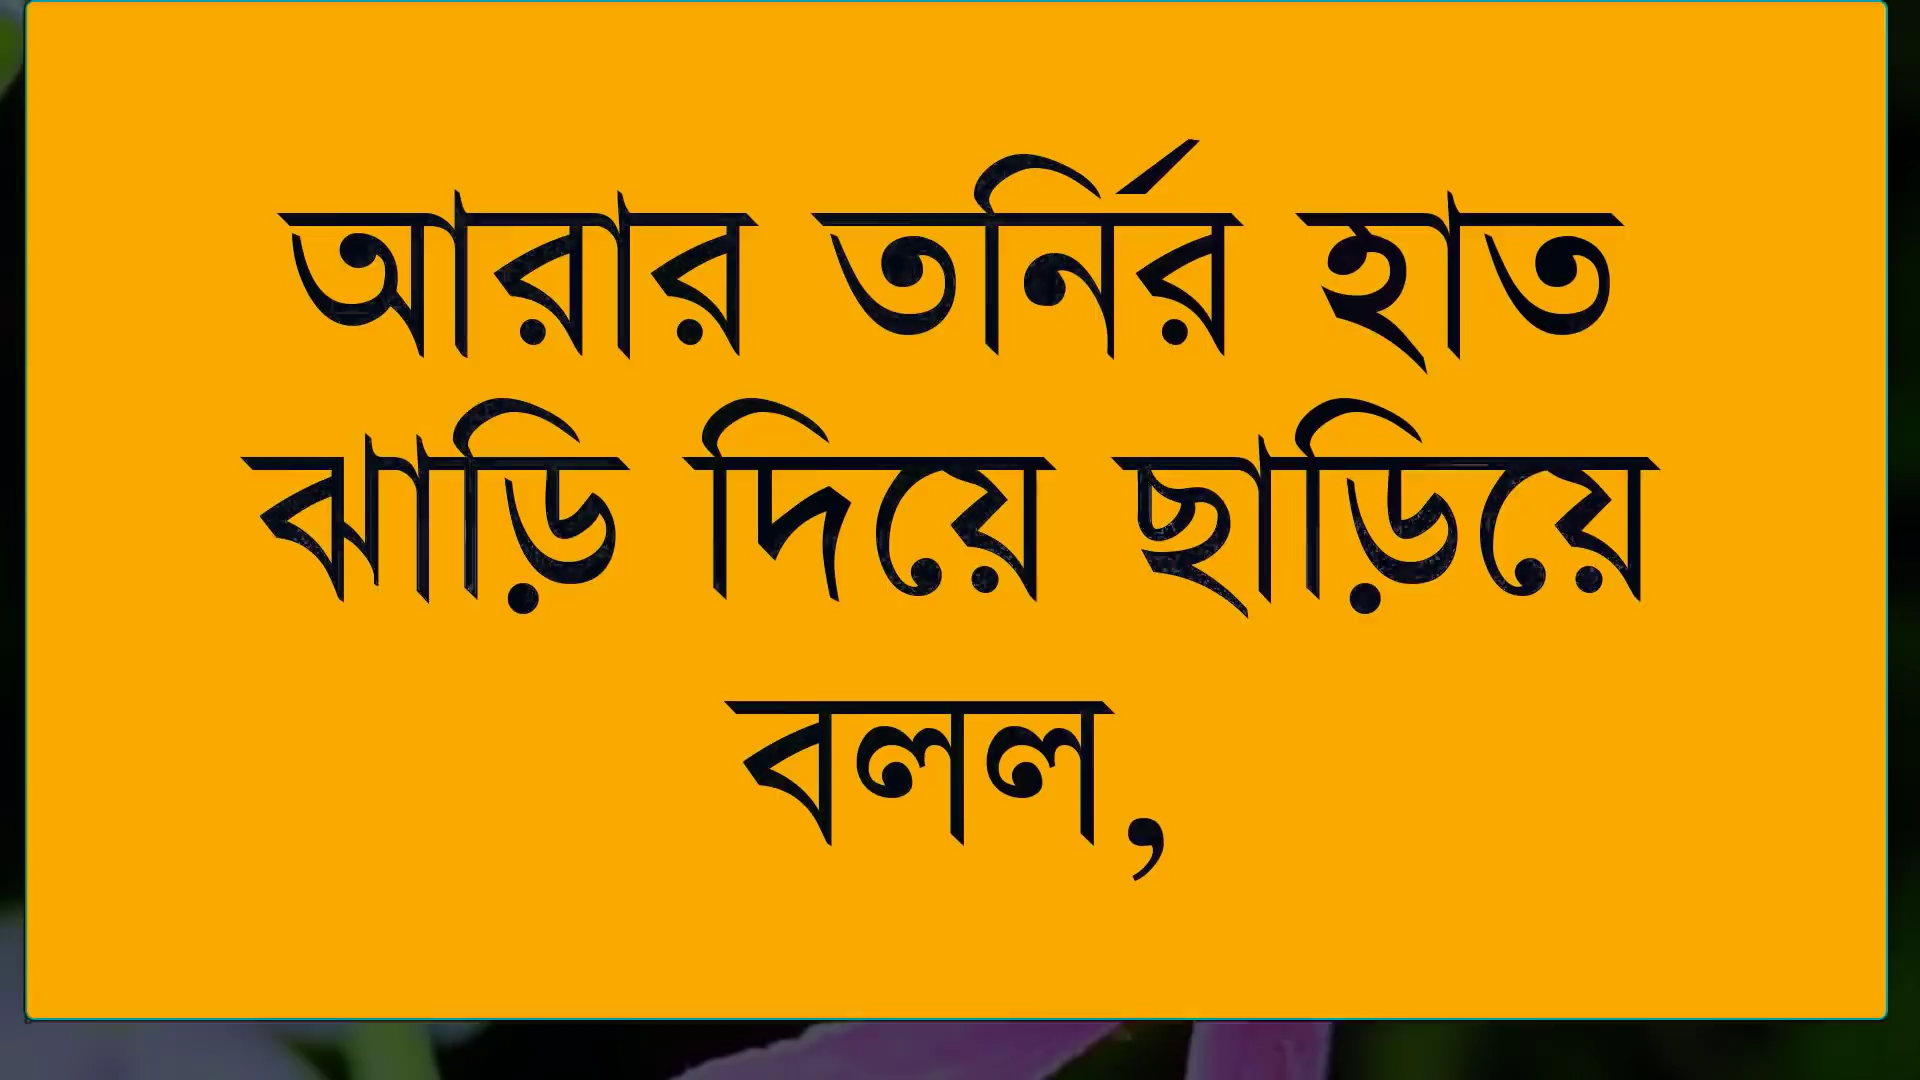 আরার তর্নির হাত
ঝাড়ি দিয়ে ছাড়িয়ে
বলল,